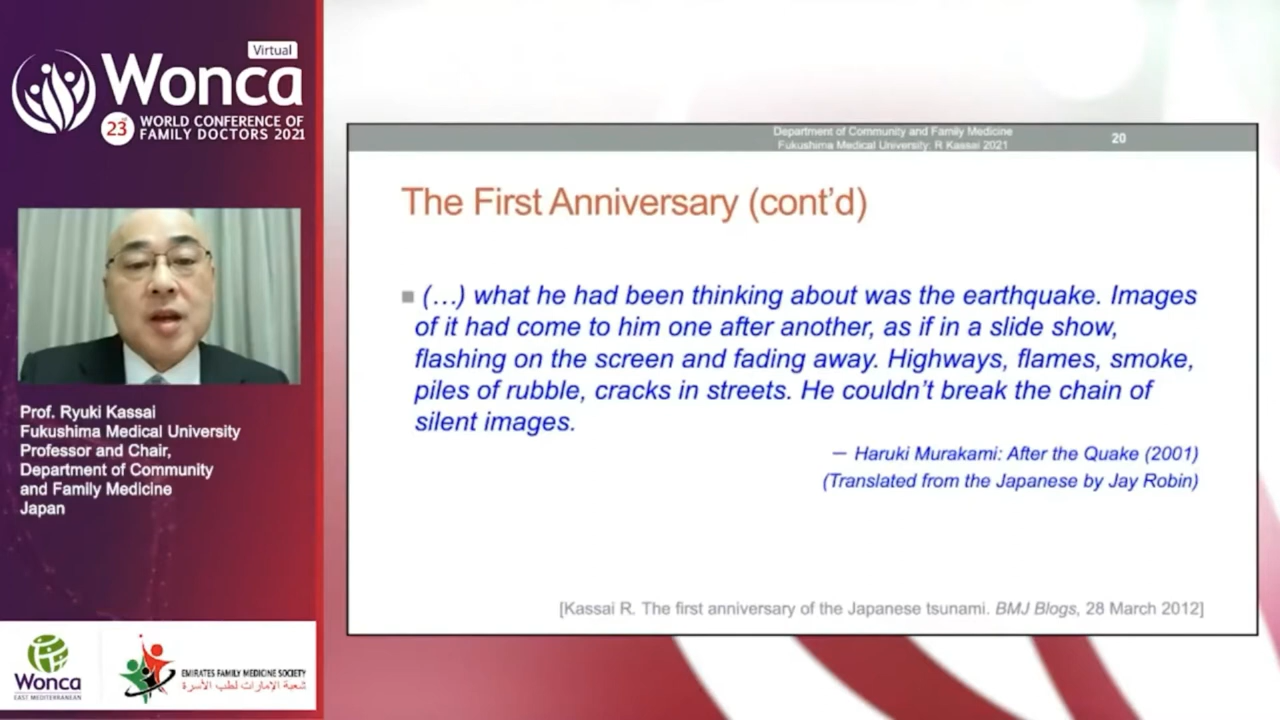 Virtual
Wonca
23rd WORLD CONFERENCE OF
FAMILY DOCTORS 2021
Prof. Ryuki Kassai
Fukushima Medical University
Professor and Chair,
Department of Community
and Family Medicine
Japan
Wonca
EAST MEDITERRANEAN
EMIRATES FAMILY MEDICINE SOCIETY
شعبة الإمارات لطب الأسرة
Department of Community and Family Medicine
Fukushima Medical University: R Kassai 2021
20
The First Anniversary (cont'd)
(…) what he had been thinking about was the earthquake. Images
of it had come to him one after another, as if in a slide show,
flashing on the screen and fading away. Highways, flames, smoke,
piles of rubble, cracks in streets. He couldn't break the chain of
silent images.
— Haruki Murakami: After the Quake (2001)
(Translated from the Japanese by Jay Robin)
[Kassai R. The first anniversary of the Japanese tsunami. BMJ Blogs, 28 March 2012]